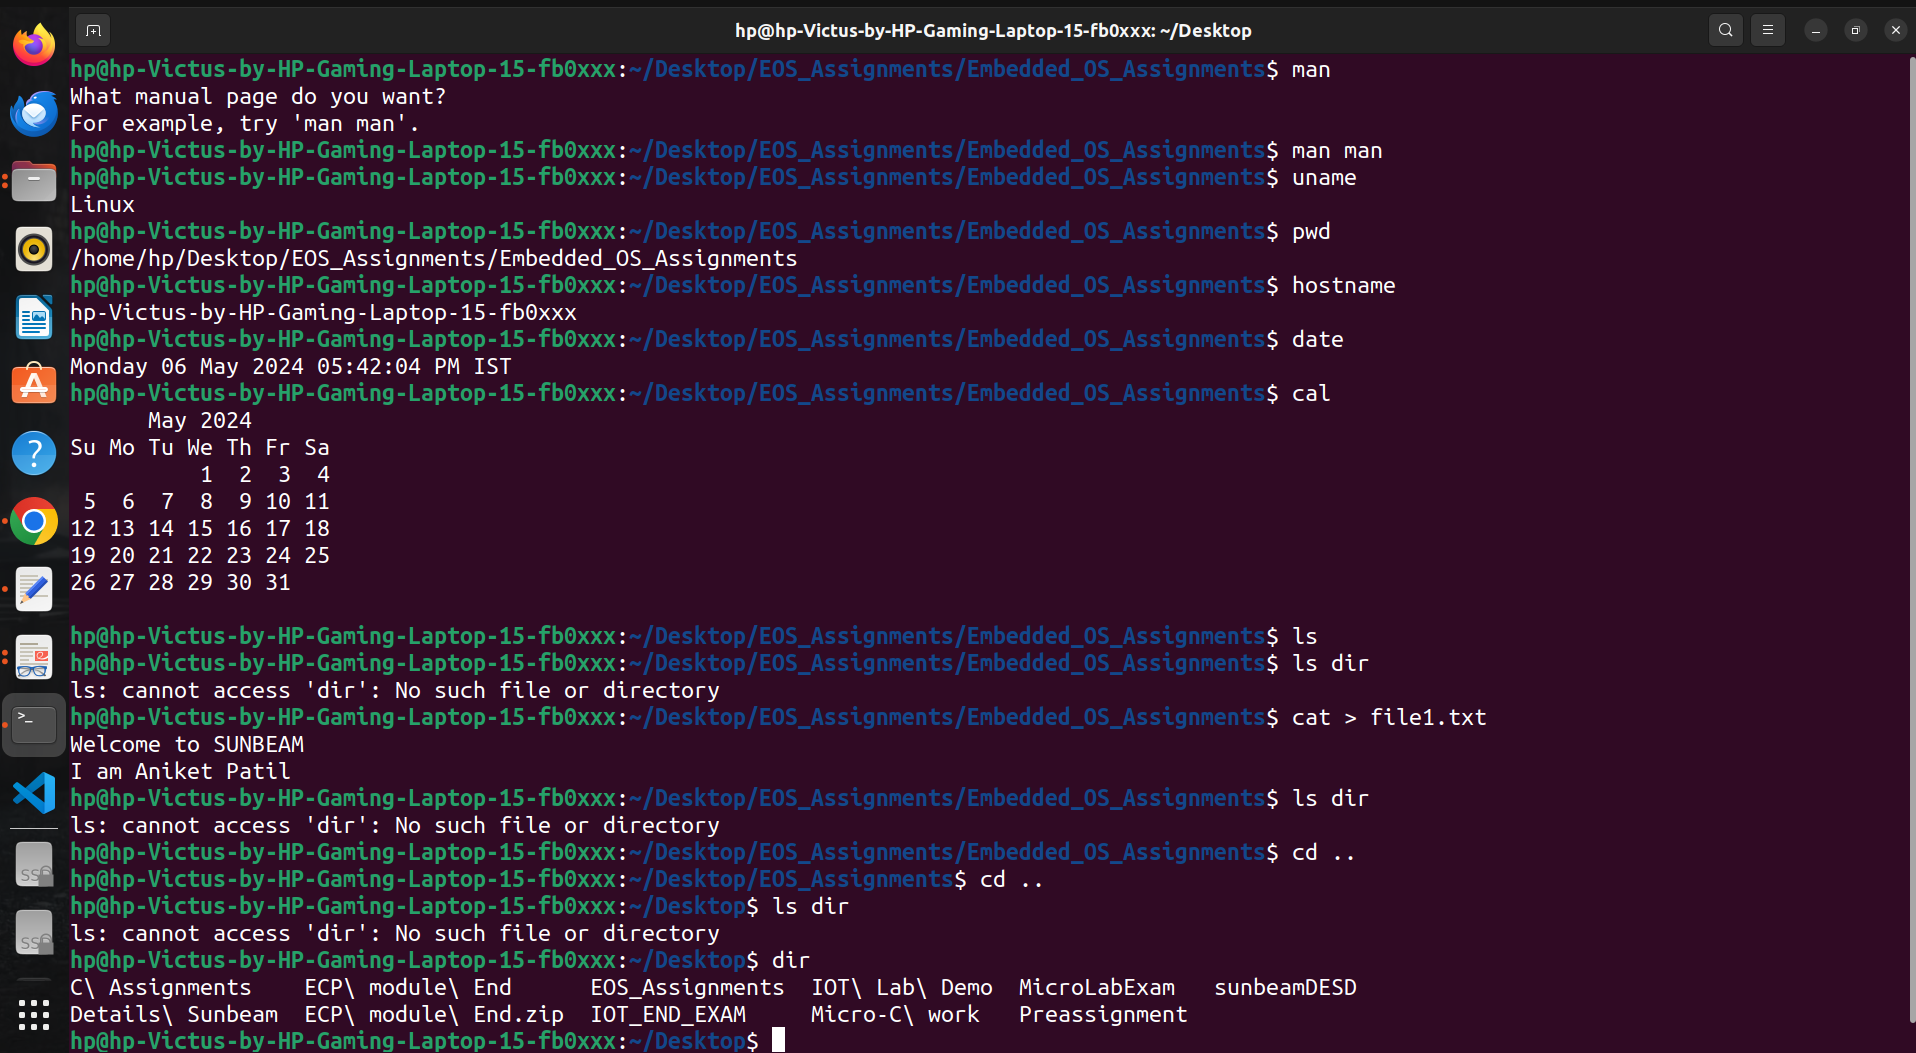 hp@hp-Victus-by-HP-Gaming-Laptop-15-fb0xxx: ~/Desktop
hp@hp-Victus-by-HP-Gaming-Laptop-15-fb0xxx:~/Desktop/EOS_Assignments/Embedded_OS_Assignments$ man
What manual page do you want?
For example, try 'man man'.
hp@hp-Victus-by-HP-Gaming-Laptop-15-fb0xxx:~/Desktop/EOS_Assignments/Embedded_OS_Assignments$ man man
hp@hp-Victus-by-HP-Gaming-Laptop-15-fb0xxx:~/Desktop/EOS_Assignments/Embedded_OS_Assignments$ uname
Linux
hp@hp-Victus-by-HP-Gaming-Laptop-15-fb0xxx:~/Desktop/EOS_Assignments/Embedded_OS_Assignments$ pwd
/home/hp/Desktop/EOS_Assignments/Embedded_OS_Assignments
hp@hp-Victus-by-HP-Gaming-Laptop-15-fb0xxx:~/Desktop/EOS_Assignments/Embedded_OS_Assignments$ hostname
hp-Victus-by-HP-Gaming-Laptop-15-fb0xxx
hp@hp-Victus-by-HP-Gaming-Laptop-15-fb0xxx:~/Desktop/EOS_Assignments/Embedded_OS_Assignments$ date
Monday 06 May 2024 05:42:04 PM IST
hp@hp-Victus-by-HP-Gaming-Laptop-15-fb0xxx:~/Desktop/EOS_Assignments/Embedded_OS_Assignments$ cal
      May 2024
Su Mo Tu We Th Fr Sa
          1  2  3  4
 5  6  7  8  9 10 11
12 13 14 15 16 17 18
19 20 21 22 23 24 25
26 27 28 29 30 31
hp@hp-Victus-by-HP-Gaming-Laptop-15-fb0xxx:~/Desktop/EOS_Assignments/Embedded_OS_Assignments$ ls
hp@hp-Victus-by-HP-Gaming-Laptop-15-fb0xxx:~/Desktop/EOS_Assignments/Embedded_OS_Assignments$ ls dir
ls: cannot access 'dir': No such file or directory
hp@hp-Victus-by-HP-Gaming-Laptop-15-fb0xxx:~/Desktop/EOS_Assignments/Embedded_OS_Assignments$ cat > file1.txt
Welcome to SUNBEAM
I am Aniket Patil
hp@hp-Victus-by-HP-Gaming-Laptop-15-fb0xxx:~/Desktop/EOS_Assignments/Embedded_OS_Assignments$ ls dir
ls: cannot access 'dir': No such file or directory
hp@hp-Victus-by-HP-Gaming-Laptop-15-fb0xxx:~/Desktop/EOS_Assignments/Embedded_OS_Assignments$ cd ..
hp@hp-Victus-by-HP-Gaming-Laptop-15-fb0xxx:~/Desktop/EOS_Assignments$ cd ..
hp@hp-Victus-by-HP-Gaming-Laptop-15-fb0xxx:~/Desktop$ ls dir
ls: cannot access 'dir': No such file or directory
hp@hp-Victus-by-HP-Gaming-Laptop-15-fb0xxx:~/Desktop$ dir
C\ Assignments    ECP\ module\ End      EOS_Assignments  IOT\ Lab\ Demo  MicroLabExam   sunbeamDESD
Details\ Sunbeam  ECP\ module\ End.zip  IOT_END_EXAM     Micro-C\ work   Preassignment
hp@hp-Victus-by-HP-Gaming-Laptop-15-fb0xxx:~/Desktop$